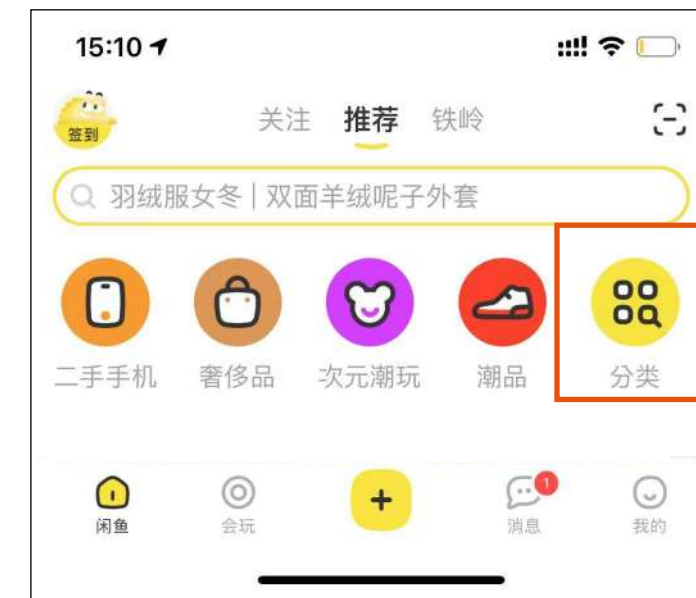 15:10
签到
关注 推荐 铁岭
羽绒服女冬 | 双面羊绒呢子外套
二手手机 奢侈品 次元潮玩 潮品 分类
1
闲鱼 会玩 消息 我的